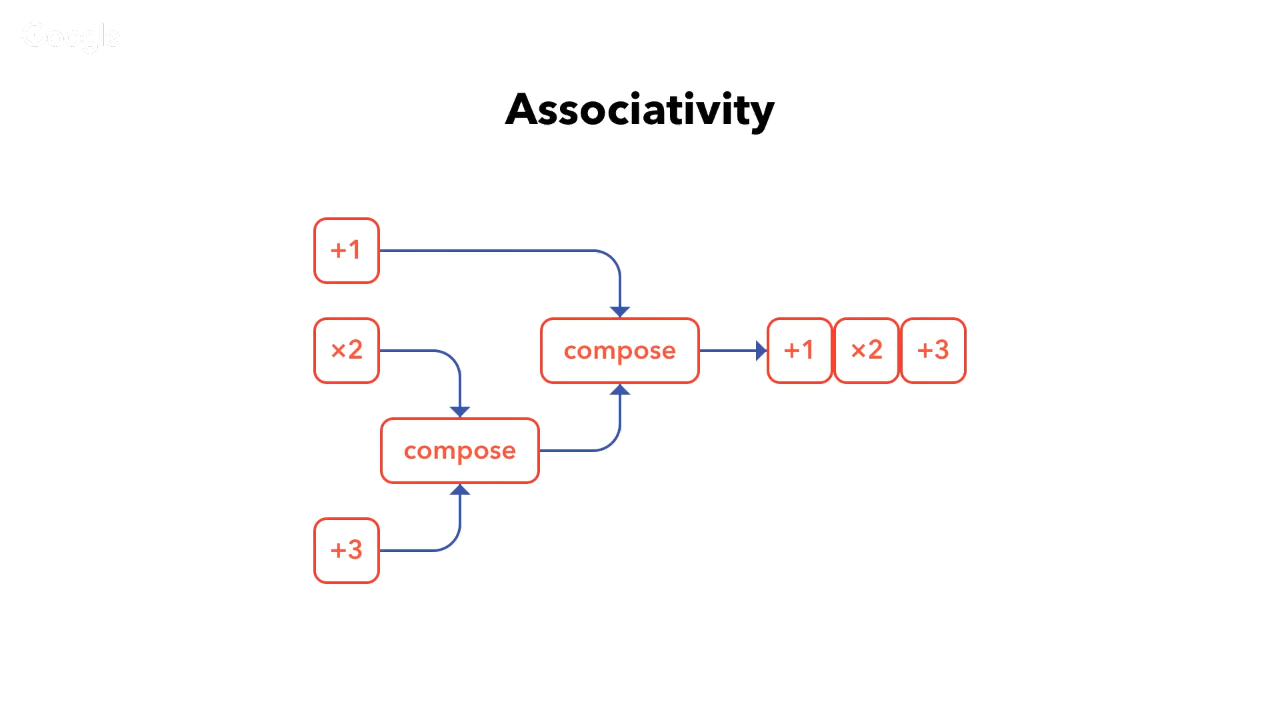 Google
Associativity
+1
×2
compose
+1 ×2 +3
compose
+3